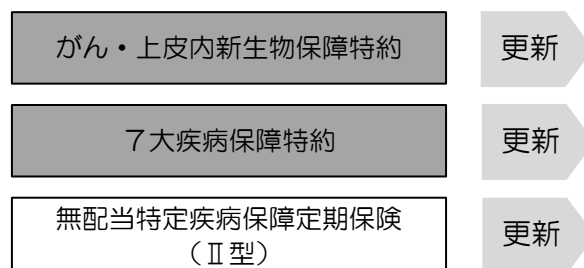 がん・上皮内新生物保障特約
更新
７大疾病保障特約
更新
無配当特定疾病保障定期保険
（Ⅱ型）
更新